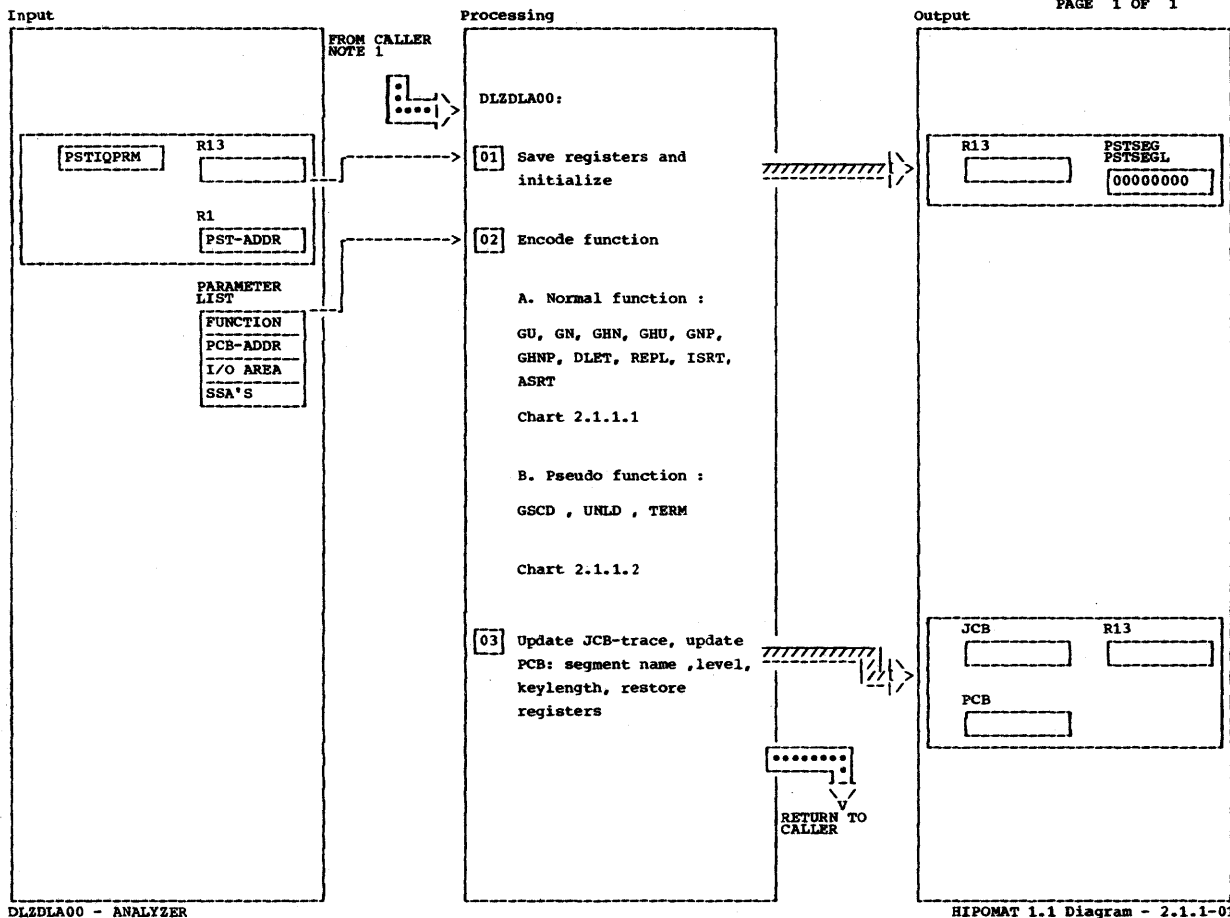 PAGE 1 OF 1
Input
Processing
Output
FROM CALLER
NOTE 1
DLZDLA00:
PSTIQPRM
R13
R1
PST-ADDR
PARAMETER
LIST
FUNCTION
PCB-ADDR
I/O AREA
SSA'S
01 Save registers and
initialize
02 Encode function
A. Normal function :
GU, GN, GHN, GHU, GNP,
GHNP, DLET, REPL, ISRT,
ASRT
Chart 2.1.1.1
B. Pseudo function :
GSCD , UNLD , TERM
Chart 2.1.1.2
03 Update JCB-trace, update
PCB: segment name ,level,
keylength, restore
registers
RETURN TO
CALLER
R13
PSTSEG
PSTSEGL
00000000
JCB
R13
PCB
DLZDLA00 - ANALYZER
HIPOMAT 1.1 Diagram - 2.1.1-01